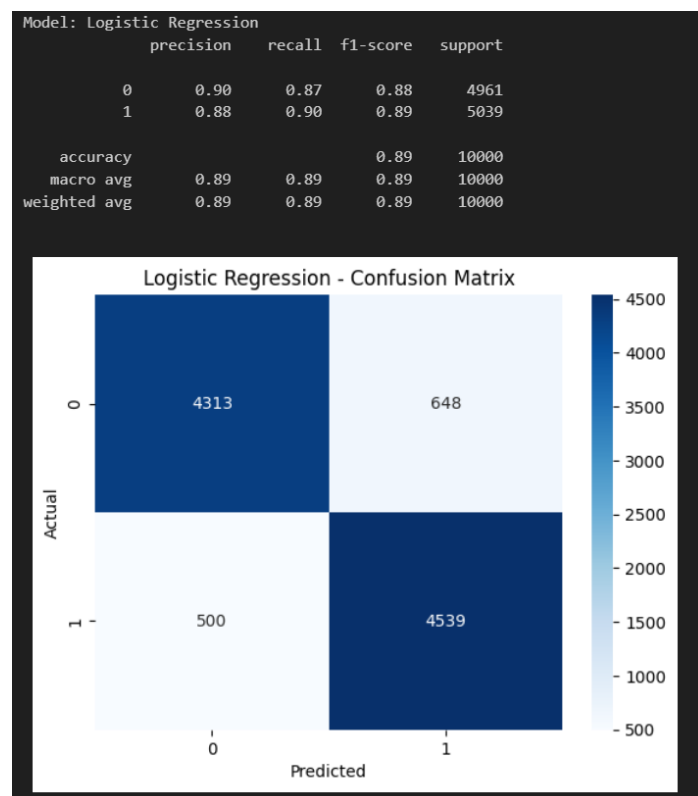 Model: Logistic Regression
precision recall f1-score support
0 0.90 0.87 0.88 4961
1 0.88 0.90 0.89 5039
accuracy 0.89 10000
macro avg 0.89 0.89 0.89 10000
weighted avg 0.89 0.89 0.89 10000
Logistic Regression - Confusion Matrix
4500
4000
3500
3000
2500
2000
1500
1000
500
Actual
0
1
4313 648
500 4539
0 1
Predicted